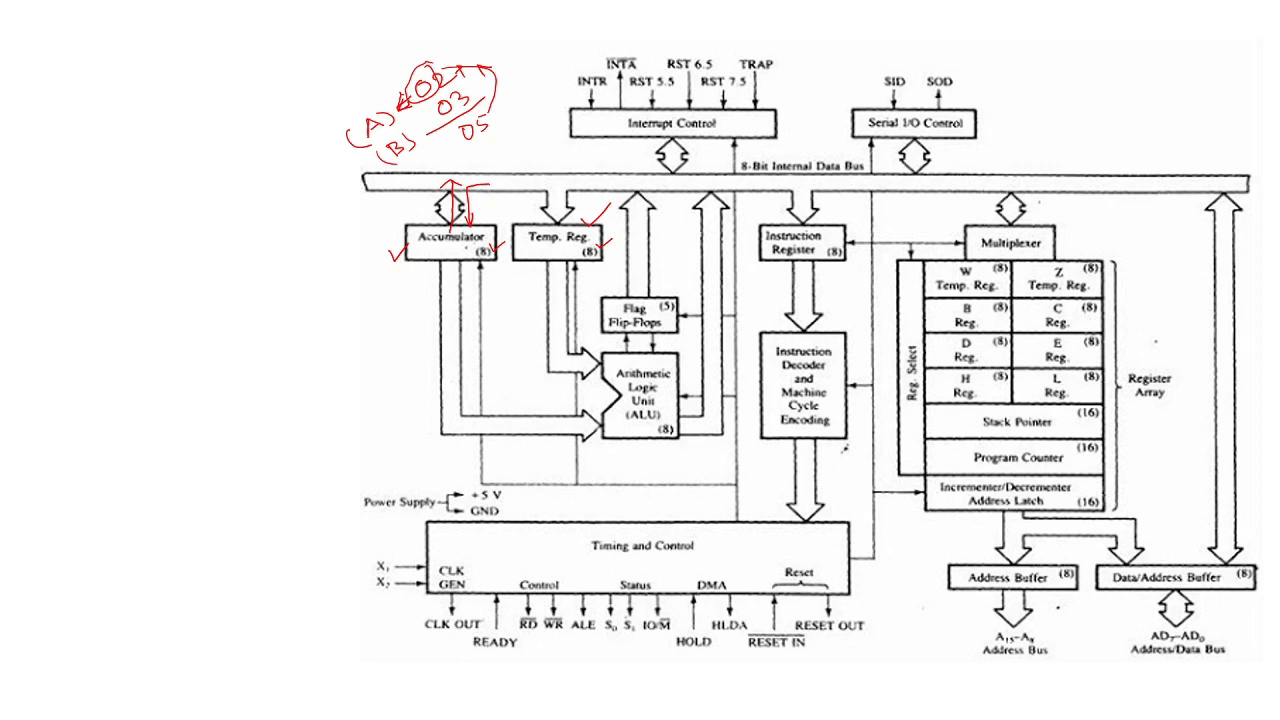 INTA RST 6.5 TRAP
INTR RST 5.5 RST 7.5
SID SOD
Interrupt Control
Serial I/O Control
(A)
03
(B)
05
8-Bit Internal Data Bus
Accumulator
(8)
Temp. Reg.
(8)
Instruction
Register (8)
Multiplexer
W (8)
Temp. Reg.
Z (8)
Temp. Reg.
B (8)
Reg.
C (8)
Reg.
D (8)
Reg.
E (8)
Reg.
H (8)
Reg.
L (8)
Reg.
Reg. Select
Stack Pointer (16)
Program Counter (16)
Incrementer/Decrementer
Address Latch (16)
Register
Array
Flag (5)
Flip-Flops
Arithmetic
Logic
Unit
(ALU)
(8)
Instruction
Decoder
and
Machine
Cycle
Encoding
Power Supply
+5 V
GND
Timing and Control
X1
X2
CLK
GEN
Control
Status
DMA
Reset
CLK OUT
READY
RD WR ALE S0 S1 IO/M
HOLD
HLDA
RESET IN
RESET OUT
Address Buffer (8)
Data/Address Buffer (8)
A15–A8
Address Bus
AD7–AD0
Address/Data Bus